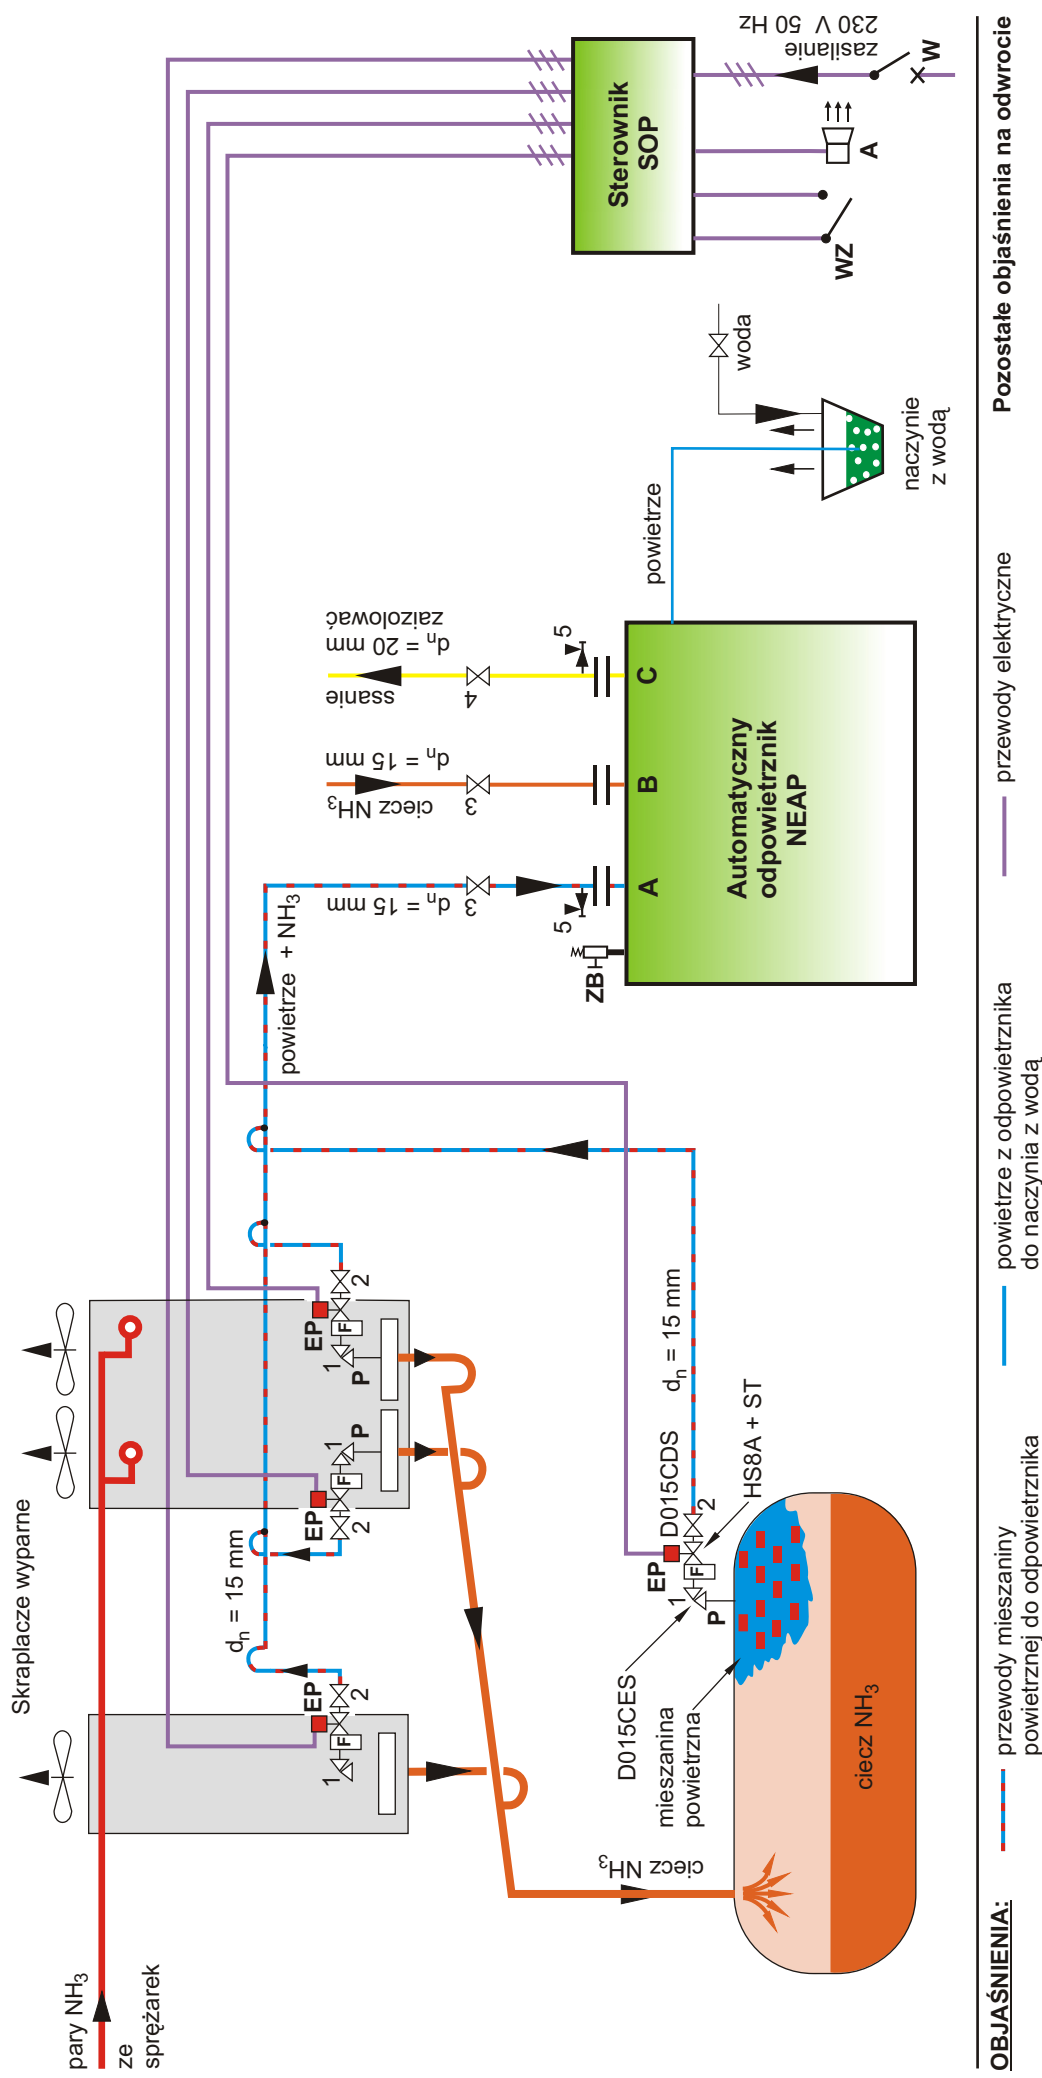 Skraplacze wyparne
pary NH3
ze
sprężarek
dn = 15 mm
EP
EP
EP
F
F
F
1
1
1
2
2
2
P
P
powietrze + NH3
dn = 15 mm
3
5
ZB
A
ciecz NH3
dn = 15 mm
3
B
ssanie
dn = 20 mm
zaizolować
4
5
C
Automatyczny
odpowietrznik
NEAP
powietrze
woda
naczynie
z wodą
Sterownik
SOP
WZ
A
W
zasilanie
230 V 50 Hz
dn = 15 mm
EP
D015CDS
HS8A + ST
D015CES
F
1
2
P
mieszanina
powietrzna
ciecz NH3
ciecz NH3
OBJAŚNIENIA:
przewody mieszaniny
powietrznej do odpowietrznika
powietrze z odpowietrznika
do naczynia z wodą
przewody elektryczne
Pozostałe objaśnienia na odwrocie